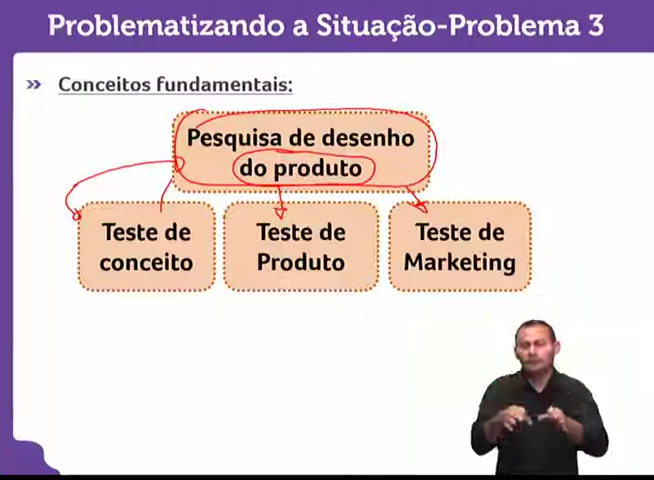 Problematizando a Situação-Problema 3
» Conceitos fundamentais:
Pesquisa de desenho
do produto
Teste de
conceito
Teste de
Produto
Teste de
Marketing